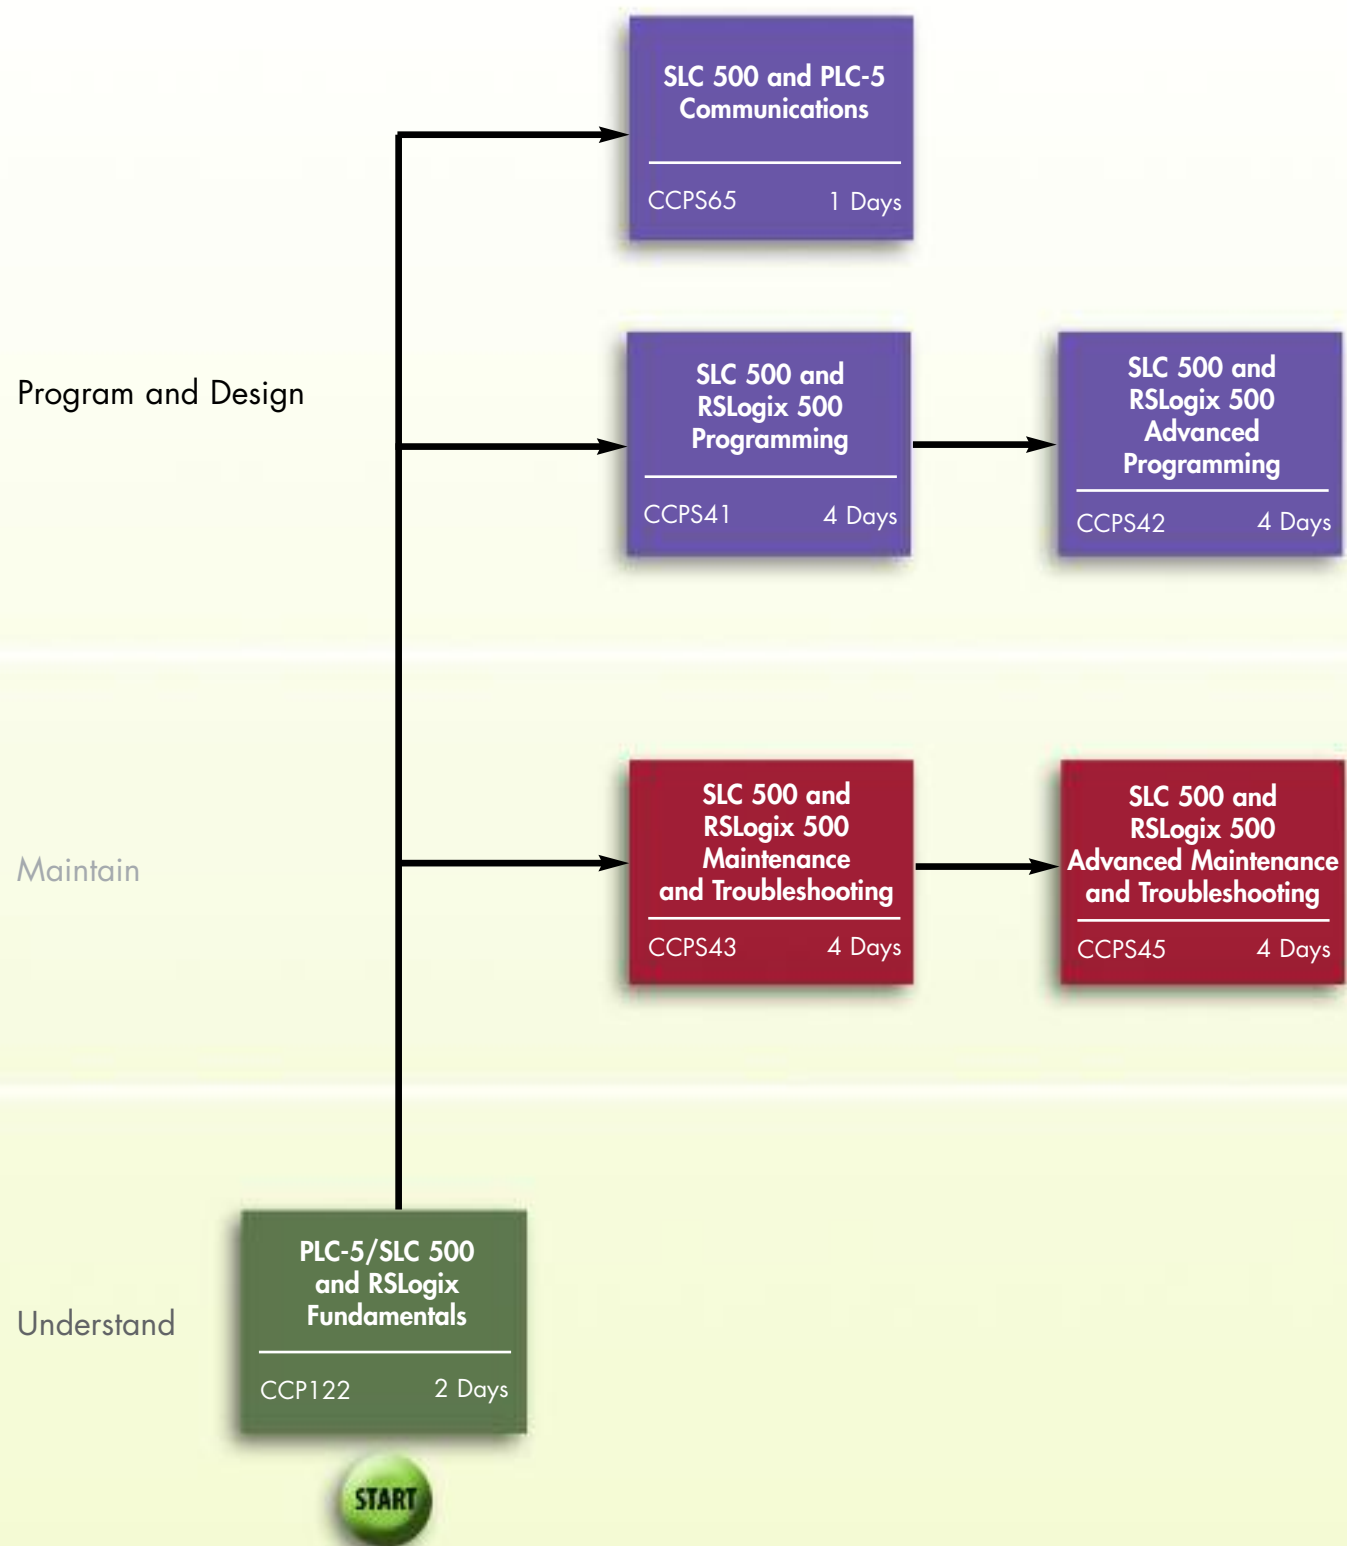 SLC 500 and PLC-5
Communications
CCPS65 1 Days
Program and Design
SLC 500 and
RSLogix 500
Programming
CCPS41 4 Days
SLC 500 and
RSLogix 500
Advanced
Programming
CCPS42 4 Days
Maintain
SLC 500 and
RSLogix 500
Maintenance
and Troubleshooting
CCPS43 4 Days
SLC 500 and
RSLogix 500
Advanced Maintenance
and Troubleshooting
CCPS45 4 Days
Understand
PLC-5/SLC 500
and RSLogix
Fundamentals
CCP122 2 Days
START